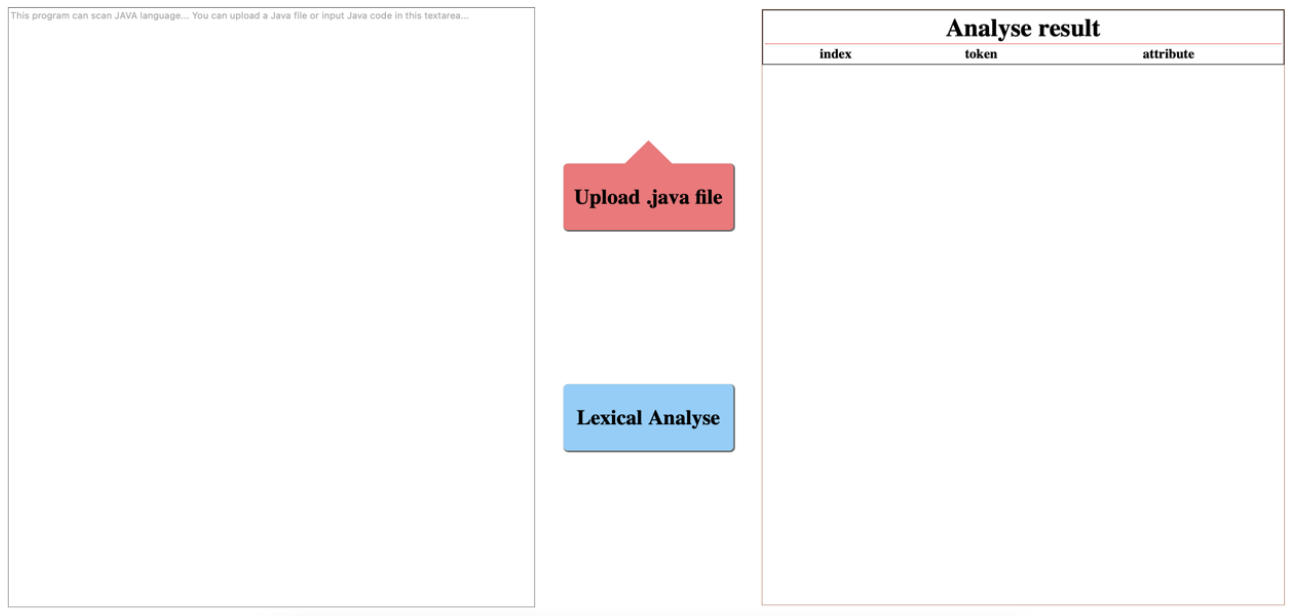 This program can scan JAVA language... You can upload a Java file or input Java code in this textarea...
Upload .java file
Lexical Analyse
Analyse result
index token attribute